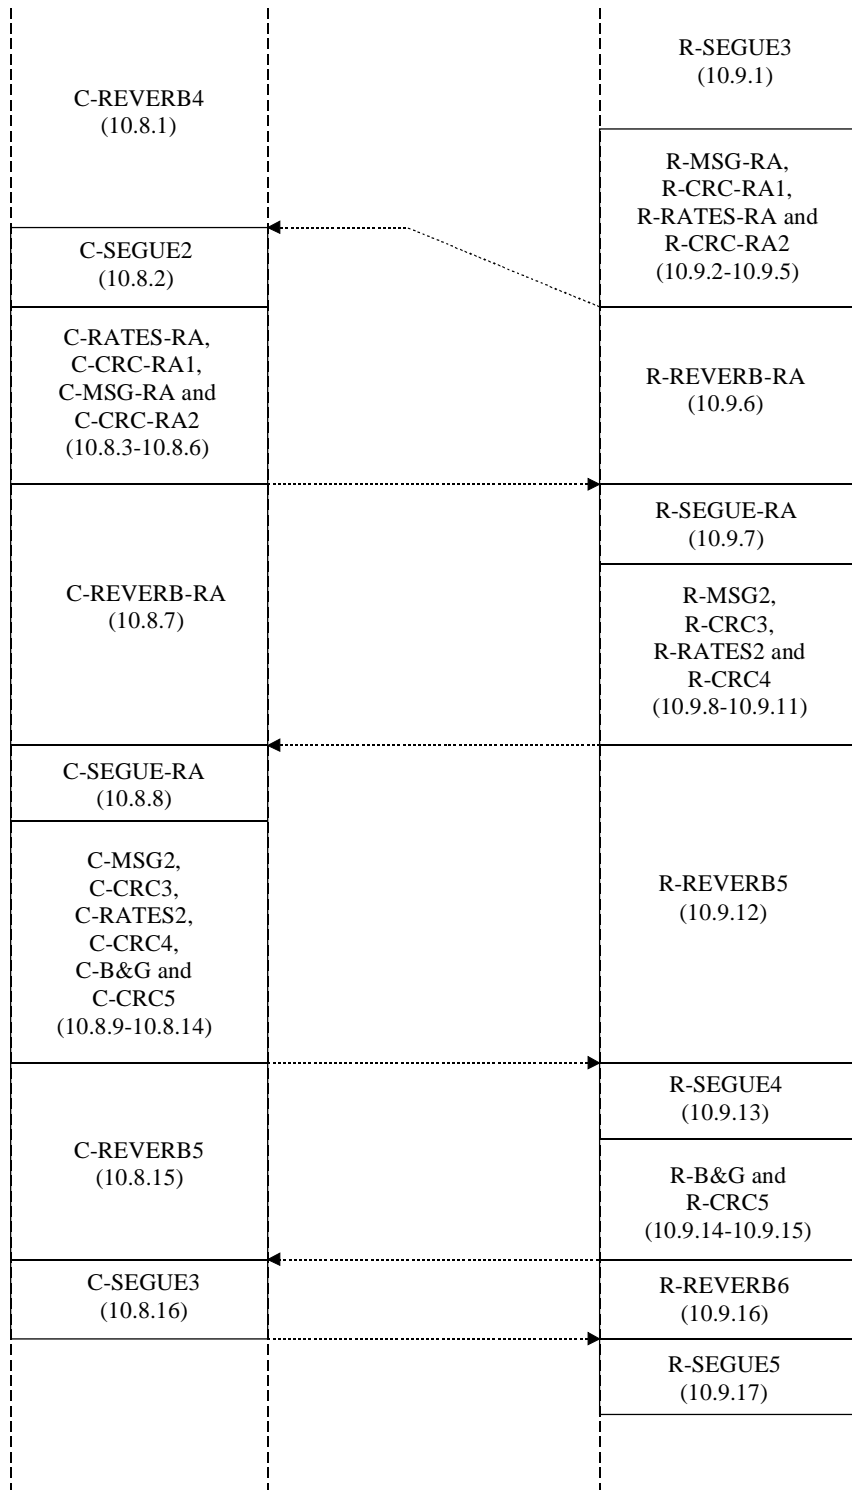 C-REVERB4
(10.8.1)
C-SEGUE2
(10.8.2)
C-RATES-RA,
C-CRC-RA1,
C-MSG-RA and
C-CRC-RA2
(10.8.3-10.8.6)
C-REVERB-RA
(10.8.7)
C-SEGUE-RA
(10.8.8)
C-MSG2,
C-CRC3,
C-RATES2,
C-CRC4,
C-B&G and
C-CRC5
(10.8.9-10.8.14)
C-REVERB5
(10.8.15)
C-SEGUE3
(10.8.16)
R-SEGUE3
(10.9.1)
R-MSG-RA,
R-CRC-RA1,
R-RATES-RA and
R-CRC-RA2
(10.9.2-10.9.5)
R-REVERB-RA
(10.9.6)
R-SEGUE-RA
(10.9.7)
R-MSG2,
R-CRC3,
R-RATES2 and
R-CRC4
(10.9.8-10.9.11)
R-REVERB5
(10.9.12)
R-SEGUE4
(10.9.13)
R-B&G and
R-CRC5
(10.9.14-10.9.15)
R-REVERB6
(10.9.16)
R-SEGUE5
(10.9.17)